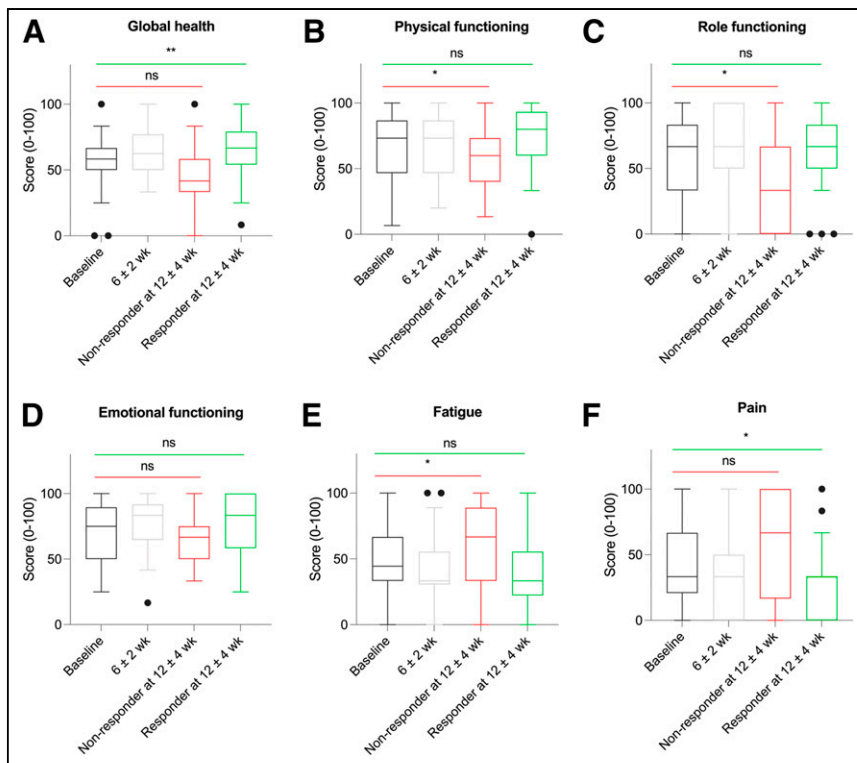 A
Global health
**
ns
Score (0-100)
100
50
0
Baseline
6 ± 2 wk
Non-responder at 12 ± 4 wk
Responder at 12 ± 4 wk
B
Physical functioning
ns
*
Score (0-100)
100
50
0
Baseline
6 ± 2 wk
Non-responder at 12 ± 4 wk
Responder at 12 ± 4 wk
C
Role functioning
ns
*
Score (0-100)
100
50
0
Baseline
6 ± 2 wk
Non-responder at 12 ± 4 wk
Responder at 12 ± 4 wk
D
Emotional functioning
ns
ns
Score (0-100)
100
50
0
Baseline
6 ± 2 wk
Non-responder at 12 ± 4 wk
Responder at 12 ± 4 wk
E
Fatigue
ns
*
Score (0-100)
100
50
0
Baseline
6 ± 2 wk
Non-responder at 12 ± 4 wk
Responder at 12 ± 4 wk
F
Pain
*
ns
Score (0-100)
100
50
0
Baseline
6 ± 2 wk
Non-responder at 12 ± 4 wk
Responder at 12 ± 4 wk